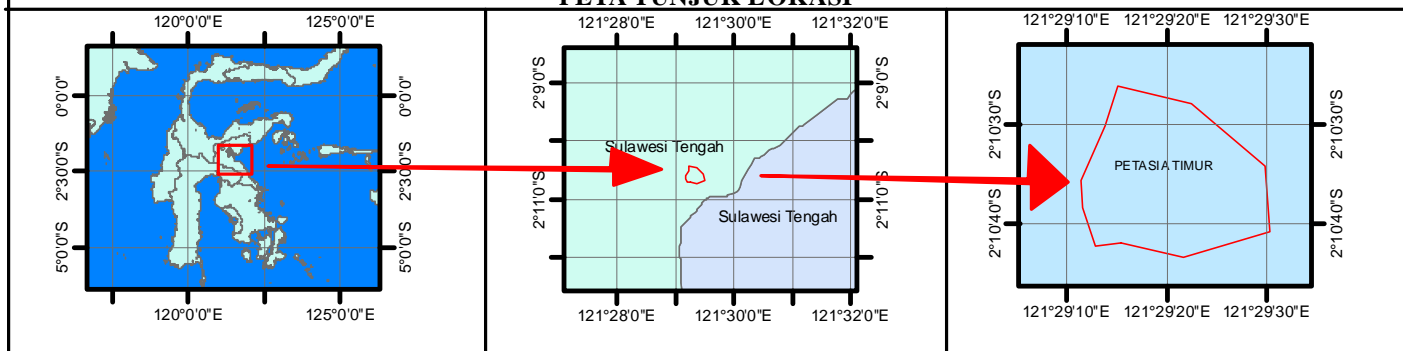 PETA TUNJUK LOKASI
120°0'0"E 125°0'0"E
0°0'0" 0°0'0"
2°30'0"S 2°30'0"S
5°0'0"S 5°0'0"S
120°0'0"E 125°0'0"E
121°28'0"E 121°30'0"E 121°32'0"E
2°9'0"S 2°9'0"S
Sulawesi Tengah
2°11'0"S 2°11'0"S
Sulawesi Tengah
121°28'0"E 121°30'0"E 121°32'0"E
121°29'10"E 121°29'20"E 121°29'30"E
2°10'30"S 2°10'30"S
PETASIA TIMUR
2°10'40"S 2°10'40"S
121°29'10"E 121°29'20"E 121°29'30"E